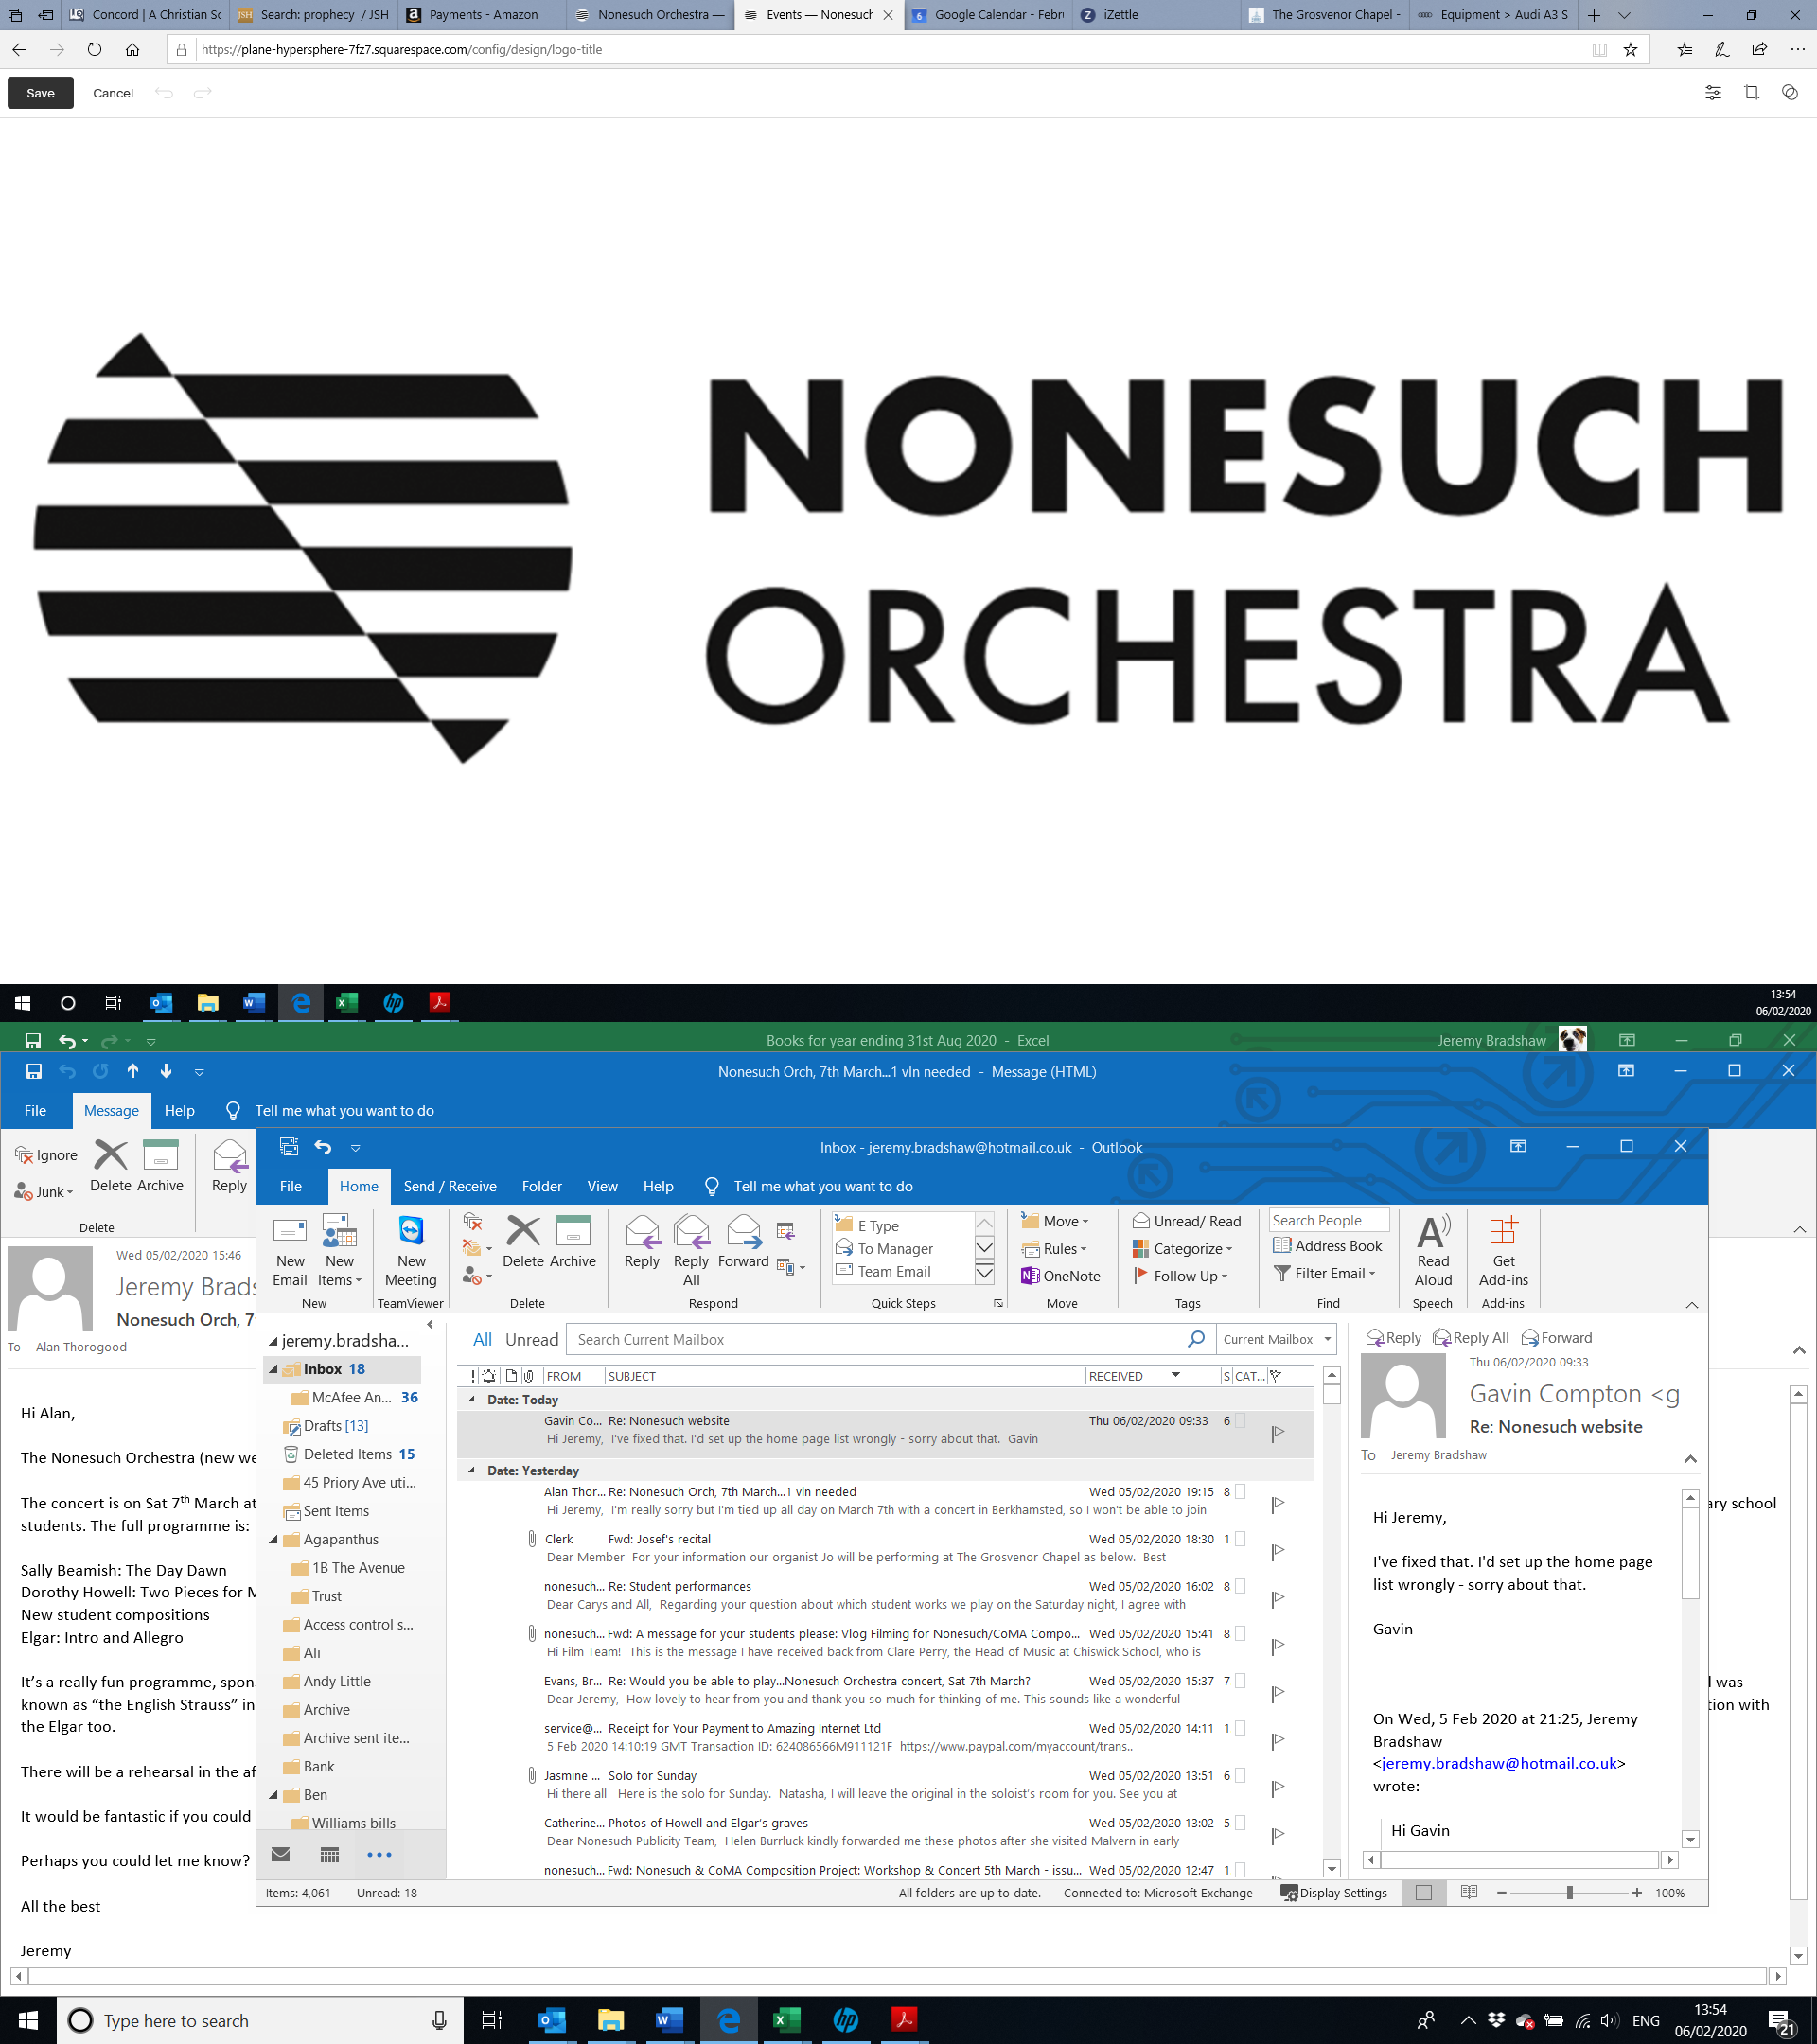 Concord | A Christian Sc
JSH Search: prophecy / JSH
Payments - Amazon
Nonesuch Orchestra —
Events — Nonesuch
6 Google Calendar - Febru
iZettle
The Grosvenor Chapel -
Equipment > Audi A3 S
https://plane-hypersphere-7fz7.squarespace.com/config/design/logo-title
Save Cancel
NONESUCH
ORCHESTRA
13:54
06/02/2020
Books for year ending 31st Aug 2020 - Excel
Jeremy Bradshaw
Nonesuch Orch, 7th March...1 vln needed - Message (HTML)
File Message Help Tell me what you want to do
Ignore
Junk
Delete Archive Reply
Delete
Wed 05/02/2020 15:46
Jeremy Brads
Nonesuch Orch, 7
To Alan Thorogood
Hi Alan,
The Nonesuch Orchestra (new we
The concert is on Sat 7th March at
ary school
students. The full programme is:
Sally Beamish: The Day Dawn
Dorothy Howell: Two Pieces for M
New student compositions
Elgar: Intro and Allegro
It's a really fun programme, spon
l was
known as "the English Strauss" in
tion with
the Elgar too.
There will be a rehearsal in the af
It would be fantastic if you could
Perhaps you could let me know?
All the best
Jeremy
Inbox - jeremy.bradshaw@hotmail.co.uk - Outlook
File Home Send / Receive Folder View Help Tell me what you want to do
New Email
New Items
New
New Meeting
TeamViewer
Delete Archive
Delete
Reply
Reply All
Forward
Respond
E Type
To Manager
Team Email
Quick Steps
Move
Rules
OneNote
Move
Unread/ Read
Categorize
Follow Up
Tags
Search People
Address Book
Filter Email
Find
Read Aloud
Speech
Get Add-ins
Add-ins
jeremy.bradsha...
Inbox 18
McAfee An... 36
Drafts [13]
Deleted Items 15
45 Priory Ave uti...
Sent Items
Agapanthus
1B The Avenue
Trust
Access control s...
Ali
Andy Little
Archive
Archive sent ite...
Bank
Ben
Williams bills
All Unread Search Current Mailbox Current Mailbox
FROM SUBJECT RECEIVED S CAT...
Date: Today
Gavin Co... Re: Nonesuch website Thu 06/02/2020 09:33 6
Hi Jeremy, I've fixed that. I'd set up the home page list wrongly - sorry about that. Gavin
Date: Yesterday
Alan Thor... Re: Nonesuch Orch, 7th March...1 vln needed Wed 05/02/2020 19:15 8
Hi Jeremy, I'm really sorry but I'm tied up all day on March 7th with a concert in Berkhamsted, so I won't be able to join
Clerk Fwd: Josef's recital Wed 05/02/2020 18:30 1
Dear Member For your information our organist Jo will be performing at The Grosvenor Chapel as below. Best
nonesuch... Re: Student performances Wed 05/02/2020 16:02 8
Dear Carys and All, Regarding your question about which student works we play on the Saturday night, I agree with
nonesuch... Fwd: A message for your students please: Vlog Filming for Nonesuch/CoMA Compo... Wed 05/02/2020 15:41 8
Hi Film Team! This is the message I have received back from Clare Perry, the Head of Music at Chiswick School, who is
Evans, Br... Re: Would you be able to play...Nonesuch Orchestra concert, Sat 7th March? Wed 05/02/2020 15:37 7
Dear Jeremy, How lovely to hear from you and thank you so much for thinking of me. This sounds like a wonderful
service@... Receipt for Your Payment to Amazing Internet Ltd Wed 05/02/2020 14:11 1
5 Feb 2020 14:10:19 GMT Transaction ID: 624086566M911121F https://www.paypal.com/myaccount/trans..
Jasmine ... Solo for Sunday Wed 05/02/2020 13:51 6
Hi there all Here is the solo for Sunday. Natasha, I will leave the original in the soloist's room for you. See you at
Catherine... Photos of Howell and Elgar's graves Wed 05/02/2020 13:02 5
Dear Nonesuch Publicity Team, Helen Burrluck kindly forwarded me these photos after she visited Malvern in early
nonesuch... Fwd: Nonesuch & CoMA Composition Project: Workshop & Concert 5th March - issu... Wed 05/02/2020 12:47 1
Reply Reply All Forward
Thu 06/02/2020 09:33
Gavin Compton <g
Re: Nonesuch website
To Jeremy Bradshaw
Hi Jeremy,
I've fixed that. I'd set up the home page
list wrongly - sorry about that.
Gavin
On Wed, 5 Feb 2020 at 21:25, Jeremy
Bradshaw
<jeremy.bradshaw@hotmail.co.uk>
wrote:
Hi Gavin
Items: 4,061 Unread: 18 All folders are up to date. Connected to: Microsoft Exchange Display Settings 100%
Type here to search
ENG
13:54
06/02/2020
21